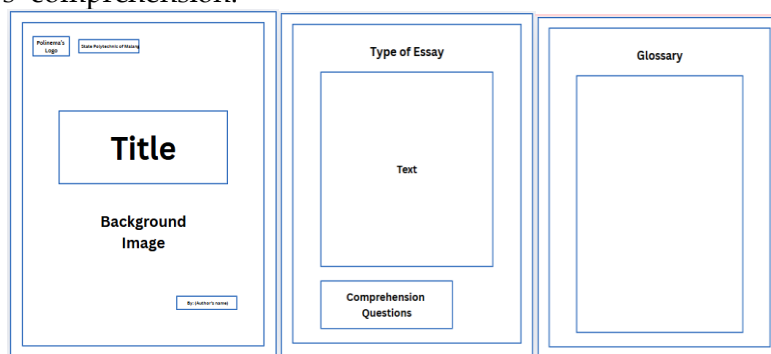 s' comprehension.
Polinema's
Logo
State Polytechnic of Malang
Title
Background
Image
By: (Author's name)
Type of Essay
Text
Comprehension
Questions
Glossary